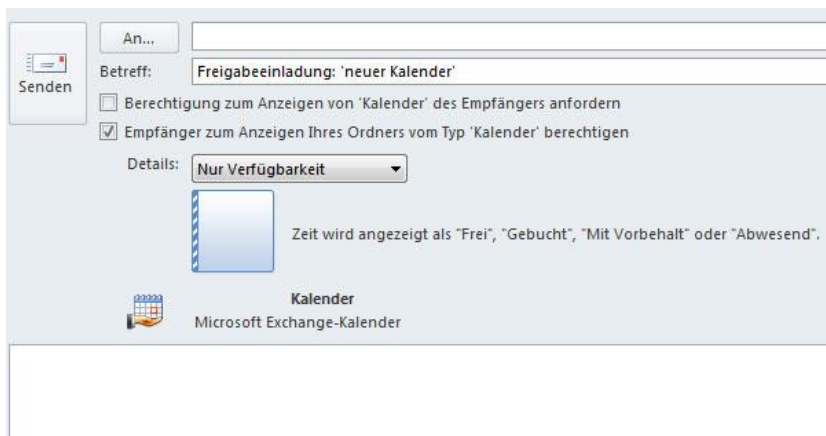 An...
Senden
Betreff: Freigabeeinladung: 'neuer Kalender'
Berechtigung zum Anzeigen von 'Kalender' des Empfängers anfordern
Empfänger zum Anzeigen Ihres Ordners vom Typ 'Kalender' berechtigen
Details: Nur Verfügbarkeit
Zeit wird angezeigt als "Frei", "Gebucht", "Mit Vorbehalt" oder "Abwesend".
Kalender
Microsoft Exchange-Kalender